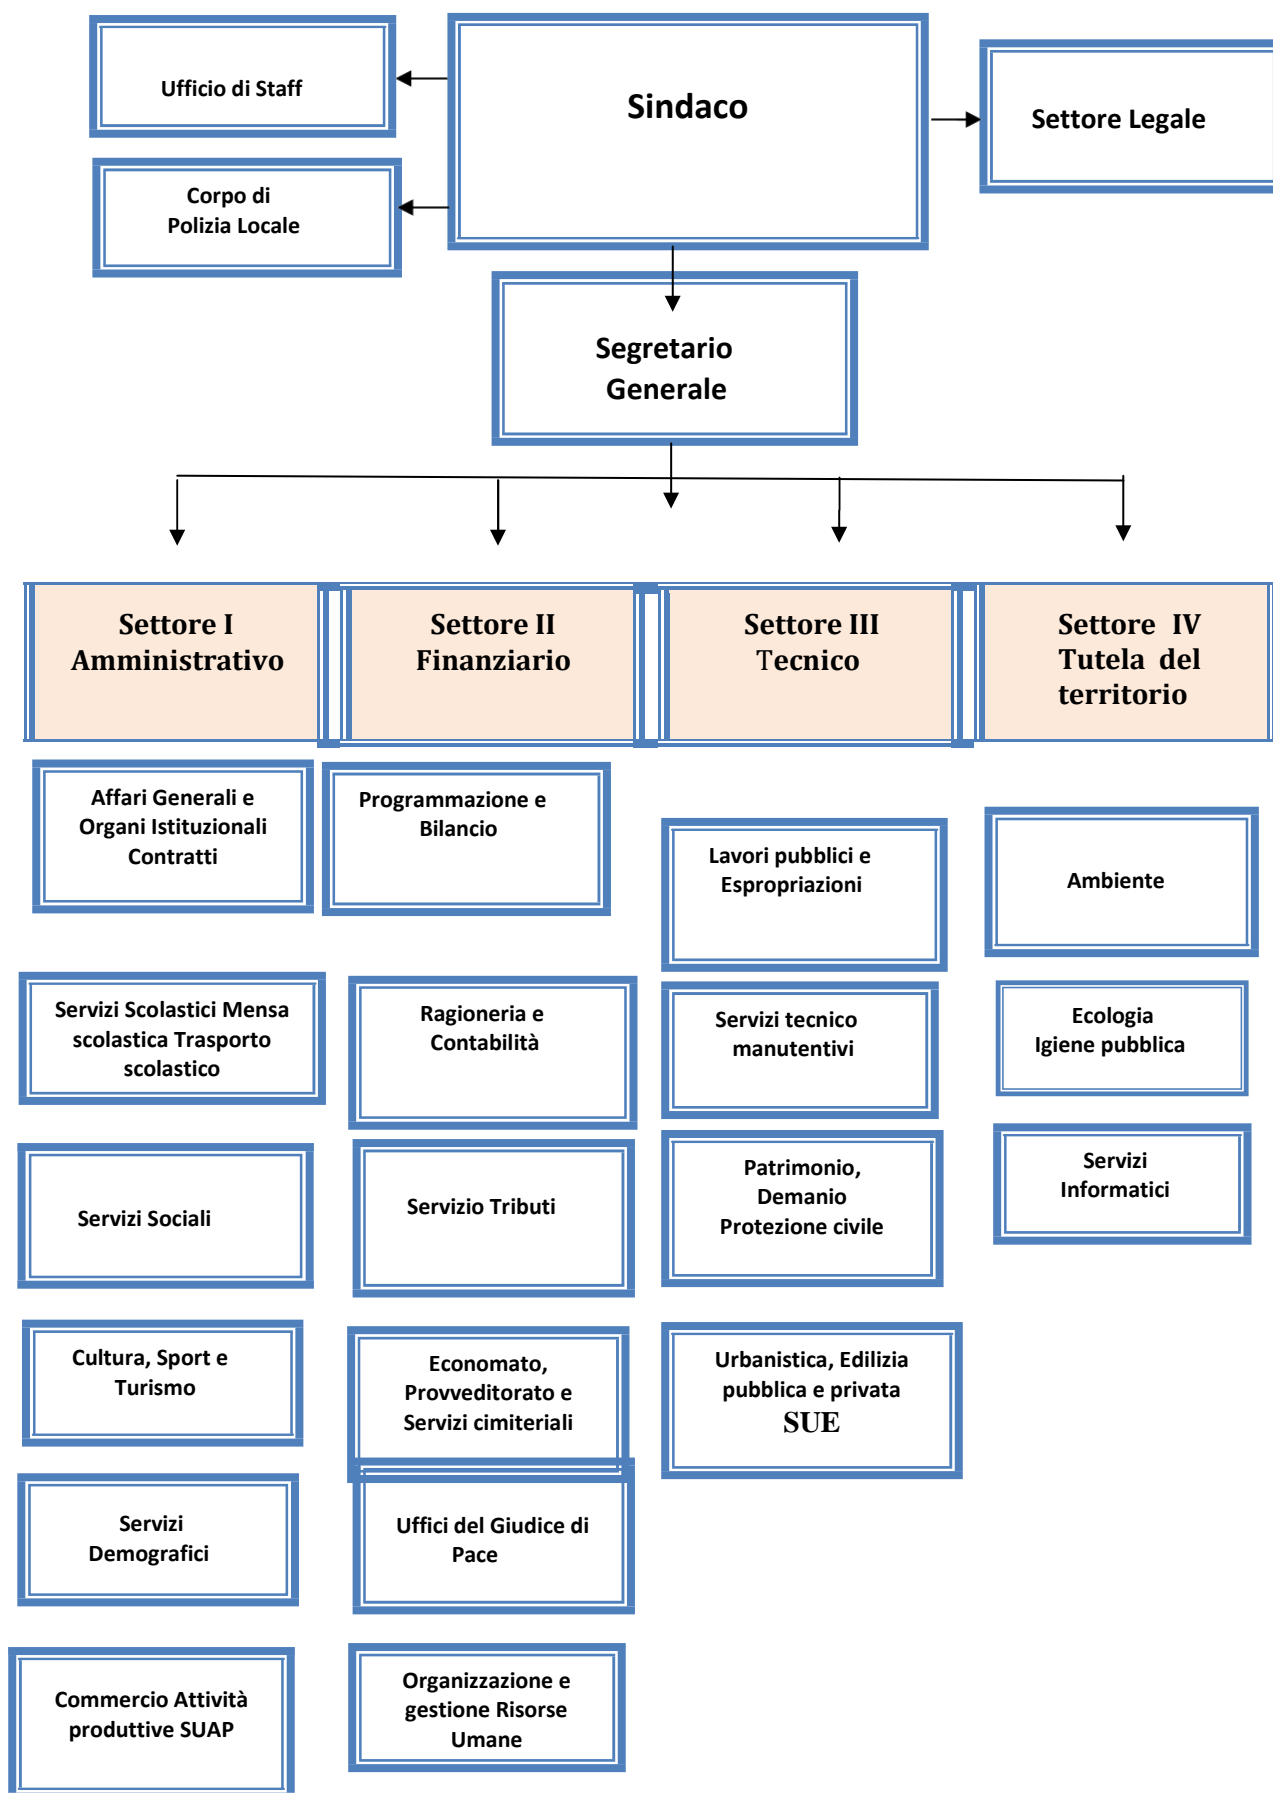 Ufficio di Staff
Sindaco
Settore Legale
Corpo di
Polizia Locale
Segretario
Generale
Settore I
Amministrativo
Settore II
Finanziario
Settore III
Tecnico
Settore IV
Tutela del
territorio
Affari Generali e
Organi Istituzionali
Contratti
Programmazione e
Bilancio
Lavori pubblici e
Espropriazioni
Ambiente
Servizi Scolastici Mensa
scolastica Trasporto
scolastico
Ragioneria e
Contabilità
Servizi tecnico
manutentivi
Ecologia
Igiene pubblica
Servizi Sociali
Servizio Tributi
Patrimonio,
Demanio
Protezione civile
Servizi
Informatici
Cultura, Sport e
Turismo
Economato,
Provveditorato e
Servizi cimiteriali
Urbanistica, Edilizia
pubblica e privata
SUE
Servizi
Demografici
Uffici del Giudice di
Pace
Commercio Attività
produttive SUAP
Organizzazione e
gestione Risorse
Umane